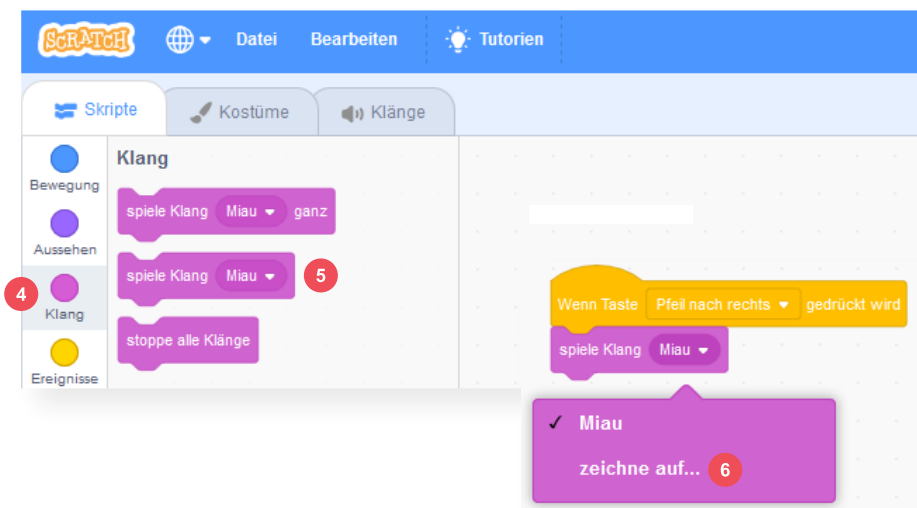 SCRATCH Datei Bearbeiten Tutorien
Skripte Kostüme Klänge
Bewegung
Aussehen
4
Klang
Ereignisse
Klang
spiele Klang Miau ganz
spiele Klang Miau 5
stoppe alle Klänge
Wenn Taste Pfeil nach rechts gedrückt wird
spiele Klang Miau
✓ Miau
zeichne auf... 6